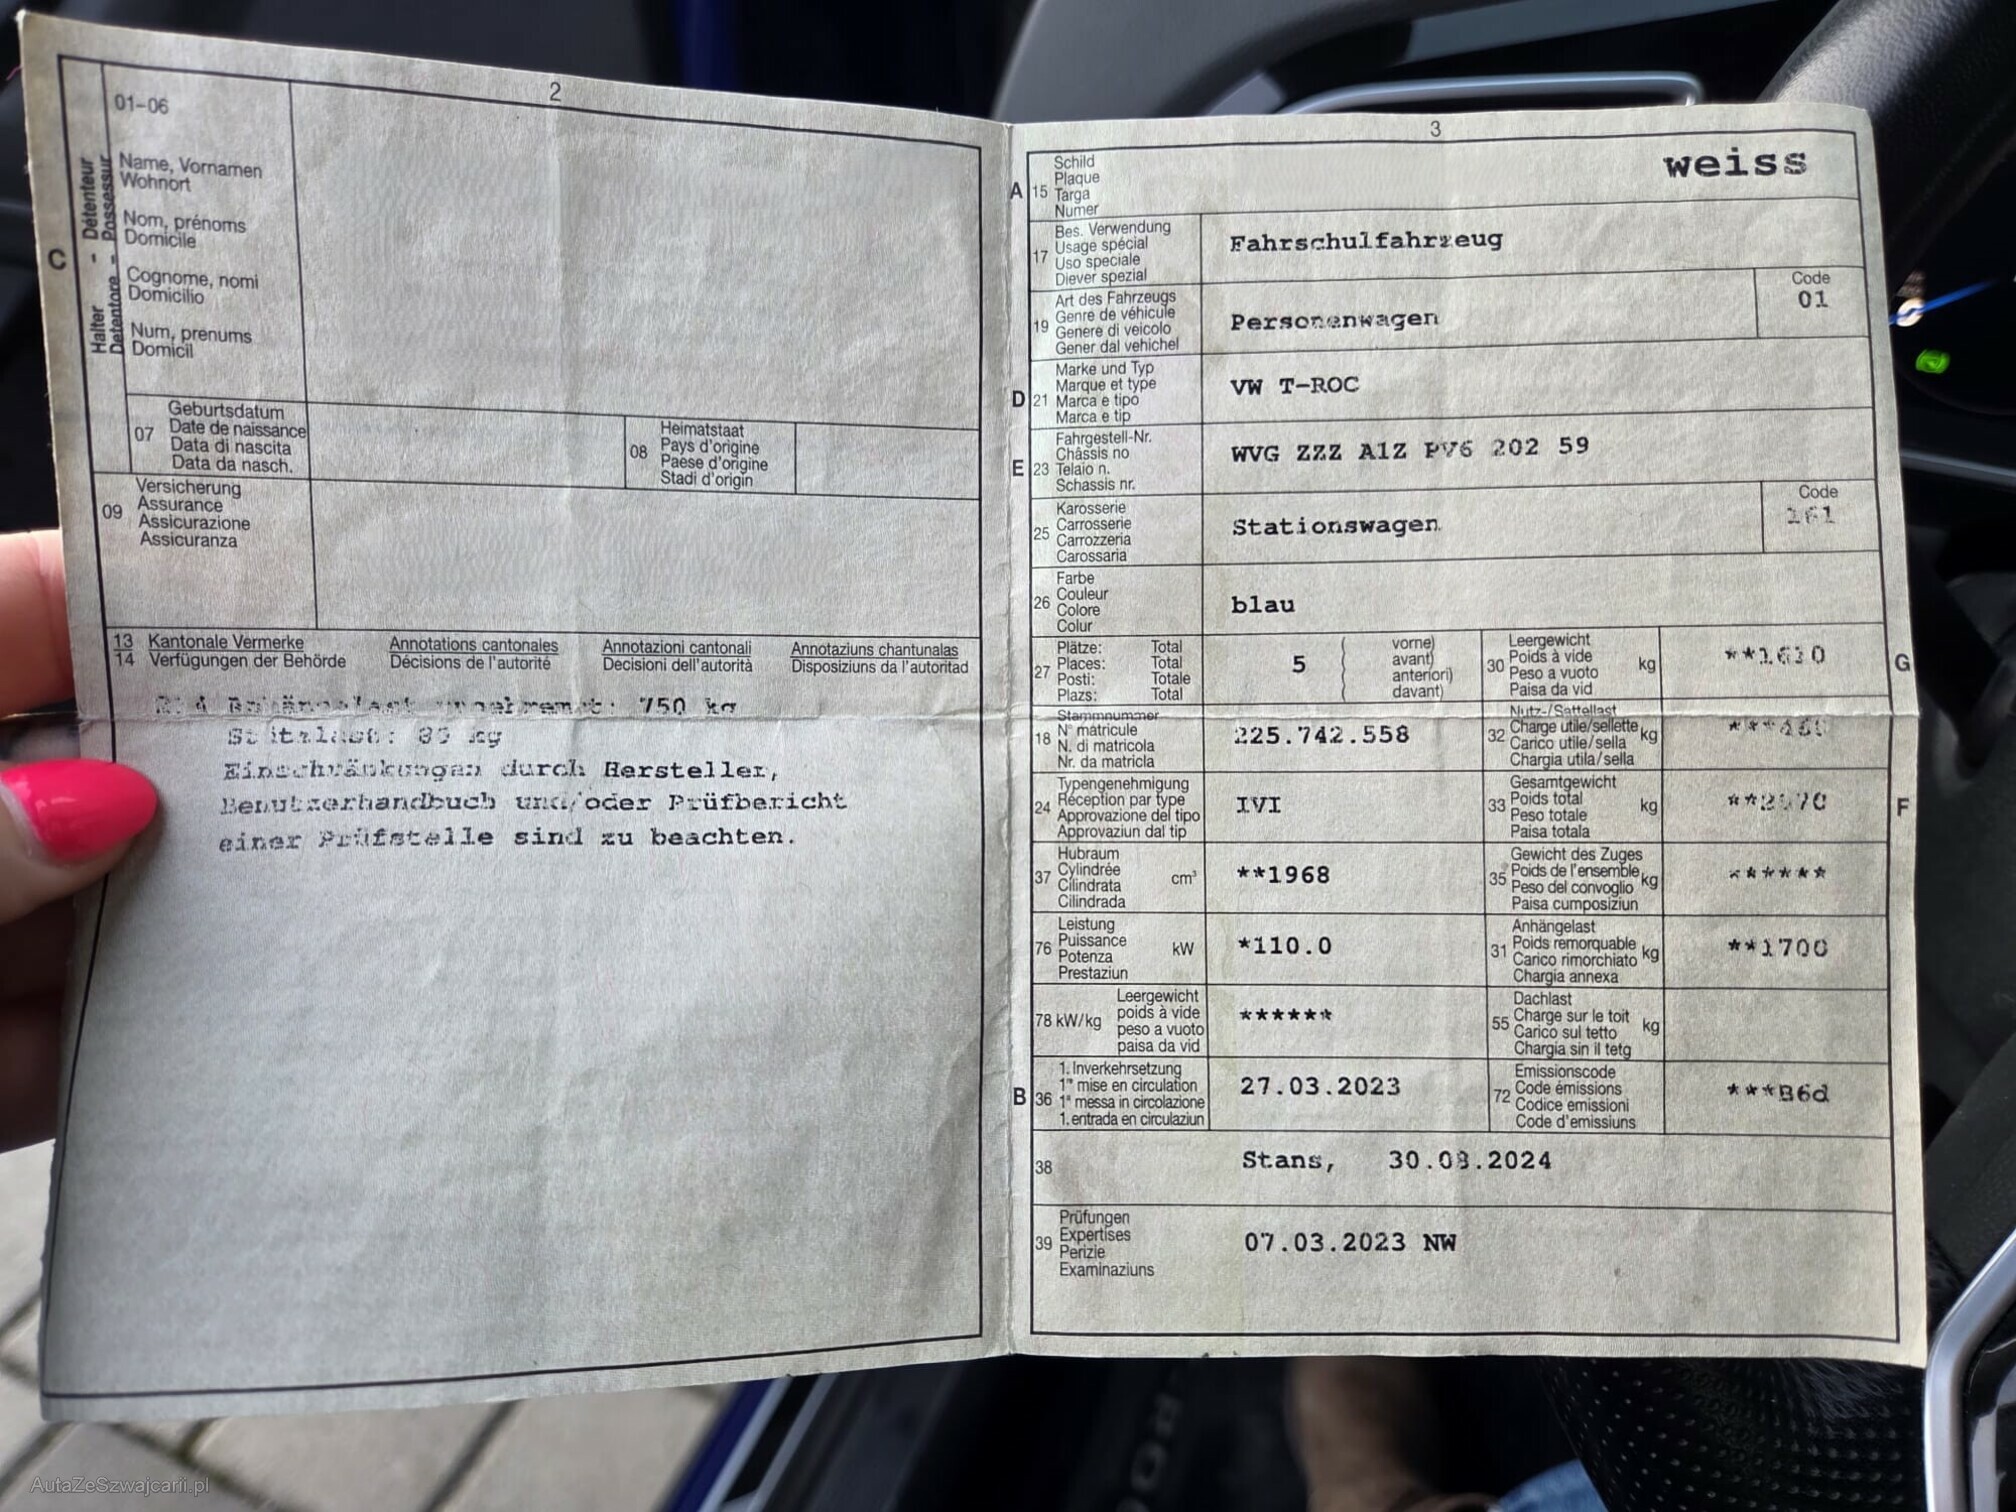 2
01-06
Halter - Détenteur
Detentore - Possessur
C
Name, Vornamen
Wohnort
Nom, prénoms
Domicile
Cognome, nomi
Domicilio
Num, prenums
Domicil
07
Geburtsdatum
Date de naissance
Data di nascita
Data da nasch.
08
Heimatstaat
Pays d'origine
Paese d'origine
Stadi d'origin
09
Versicherung
Assurance
Assicurazione
Assicuranza
13 Kantonale Vermerke Annotations cantonales Annotazioni cantonali Annotaziuns chantunalas
14 Verfügungen der Behörde Décisions de l'autorité Decisioni dell'autorità Disposiziuns da l'autoritad
750 kg
kg
Einschränkungen durch Hersteller,
Benutzerhandbuch und/oder Prüfbericht
einer Prüfstelle sind zu beachten.
3
A 15
Schild
Plaque
Targa
Numer
weiss
17
Bes. Verwendung
Usage spécial
Uso speciale
Diever spezial
Fahrschulfahrzeug
19
Art des Fahrzeugs
Genre de véhicule
Genere di veicolo
Gener dal vehichel
Personenwagen
Code
01
D 21
Marke und Typ
Marque et type
Marca e tipo
Marca e tip
VW T-ROC
E 23
Fahrgestell-Nr.
Châssis no
Telaio n.
Schassis nr.
WVG ZZZ A1Z PV6 202 59
25
Karosserie
Carrosserie
Carrozzeria
Carossaria
Stationswagen
Code
26
Farbe
Couleur
Colore
Colur
blau
27
Plätze: Total
Places: Total
Posti: Totale
Plazs: Total
5
vorne)
avant)
anteriori)
davant)
30
Leergewicht
Poids à vide
Peso a vuoto
Paisa da vid
kg
G
18
Stammnummer
N° matricule
N. di matricola
Nr. da matricla
225.742.558
32
Nutz-/Sattellast
Charge utile/sellette
Carico utile/sella
Chargia utila/sella
kg
24
Typengenehmigung
Réception par type
Approvazione del tipo
Approvaziun dal tip
IVI
33
Gesamtgewicht
Poids total
Peso totale
Paisa totala
kg
F
37
Hubraum
Cylindrée
Cilindrata
Cilindrada
cm³
**1968
35
Gewicht des Zuges
Poids de l'ensemble
Peso del convoglio
Paisa cumposiziun
kg
******
76
Leistung
Puissance
Potenza
Prestaziun
kW
*110.0
31
Anhängelast
Poids remorquable
Carico rimorchiato
Chargia annexa
kg
**1700
78 kW/kg
Leergewicht
poids à vide
peso a vuoto
paisa da vid
******
55
Dachlast
Charge sur le toit
Carico sul tetto
Chargia sin il tetg
kg
B 36
1. Inverkehrsetzung
1re mise en circulation
1a messa in circolazione
1. entrada en circulaziun
27.03.2023
72
Emissionscode
Code émissions
Codice emissioni
Code d'emissiuns
***B6d
38
Stans, 30.08.2024
39
Prüfungen
Expertises
Perizie
Examinaziuns
07.03.2023 NW
AutaZeSzwajcarii.pl